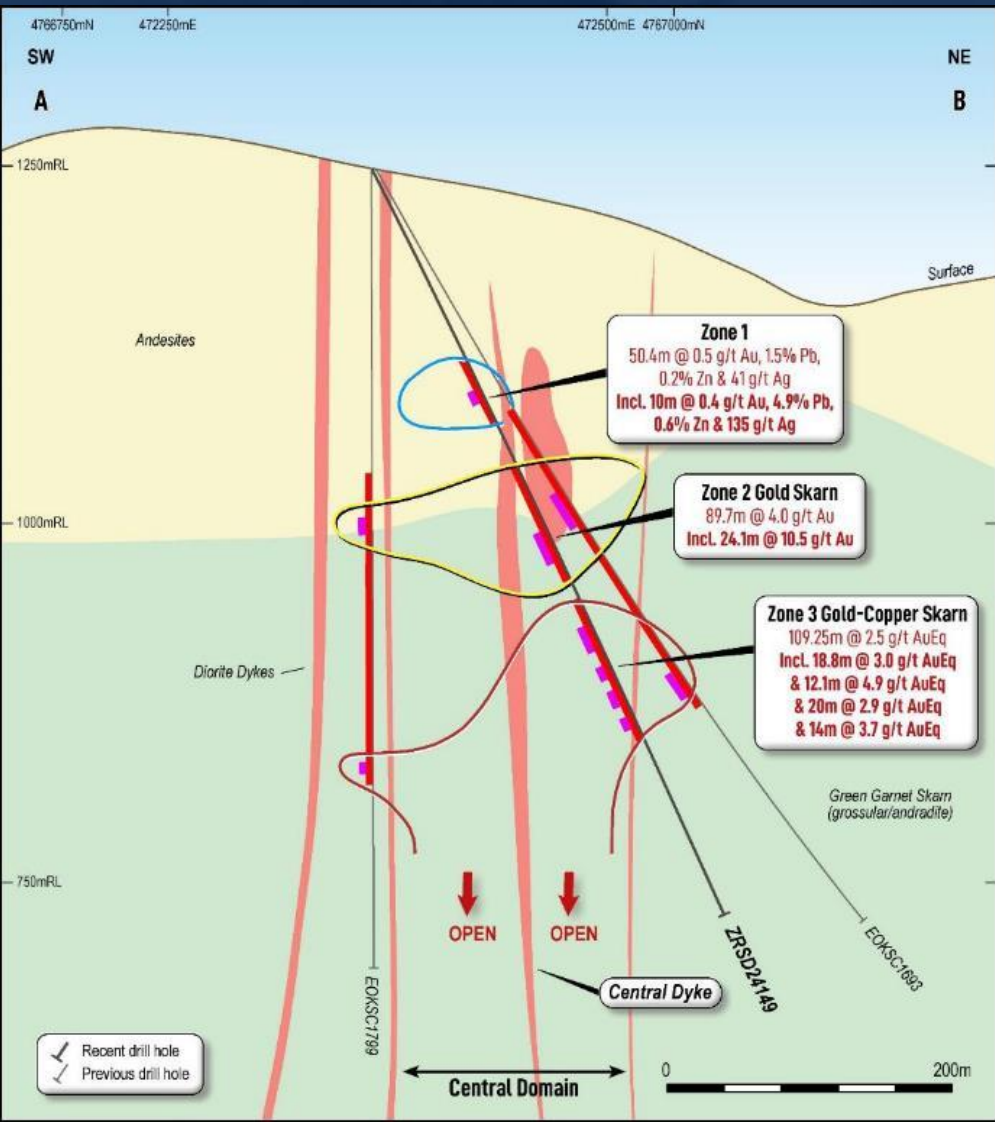 4766750mN 472250mE 472500mE 4767000mN
SW NE
A B
1250mRL
Surface
Andesites
Zone 1
50.4m @ 0.5 g/t Au, 1.5% Pb,
0.2% Zn & 41 g/t Ag
Incl. 10m @ 0.4 g/t Au, 4.9% Pb,
0.6% Zn & 135 g/t Ag
Zone 2 Gold Skarn
89.7m @ 4.0 g/t Au
Incl. 24.1m @ 10.5 g/t Au
1000mRL
Zone 3 Gold-Copper Skarn
109.25m @ 2.5 g/t AuEq
Incl. 18.8m @ 3.0 g/t AuEq
& 12.1m @ 4.9 g/t AuEq
& 20m @ 2.9 g/t AuEq
& 14m @ 3.7 g/t AuEq
Diorite Dykes
Green Garnet Skarn
(grossular/andradite)
750mRL
OPEN OPEN
EOKSC1799
ZRSD24149
EOKSC1693
Central Dyke
Recent drill hole
Previous drill hole
Central Domain
0 200m